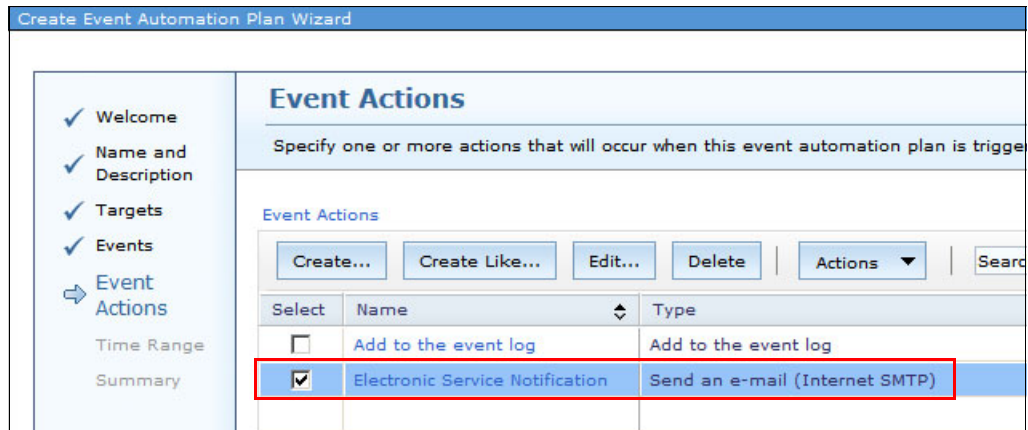 Create Event Automation Plan Wizard
Welcome
Name and
Description
Targets
Events
Event
Actions
Time Range
Summary
Event Actions
Specify one or more actions that will occur when this event automation plan is trigge
Event Actions
Create... Create Like... Edit... Delete Actions Searc
Select Name Type
Add to the event log Add to the event log
Electronic Service Notification Send an e-mail (Internet SMTP)